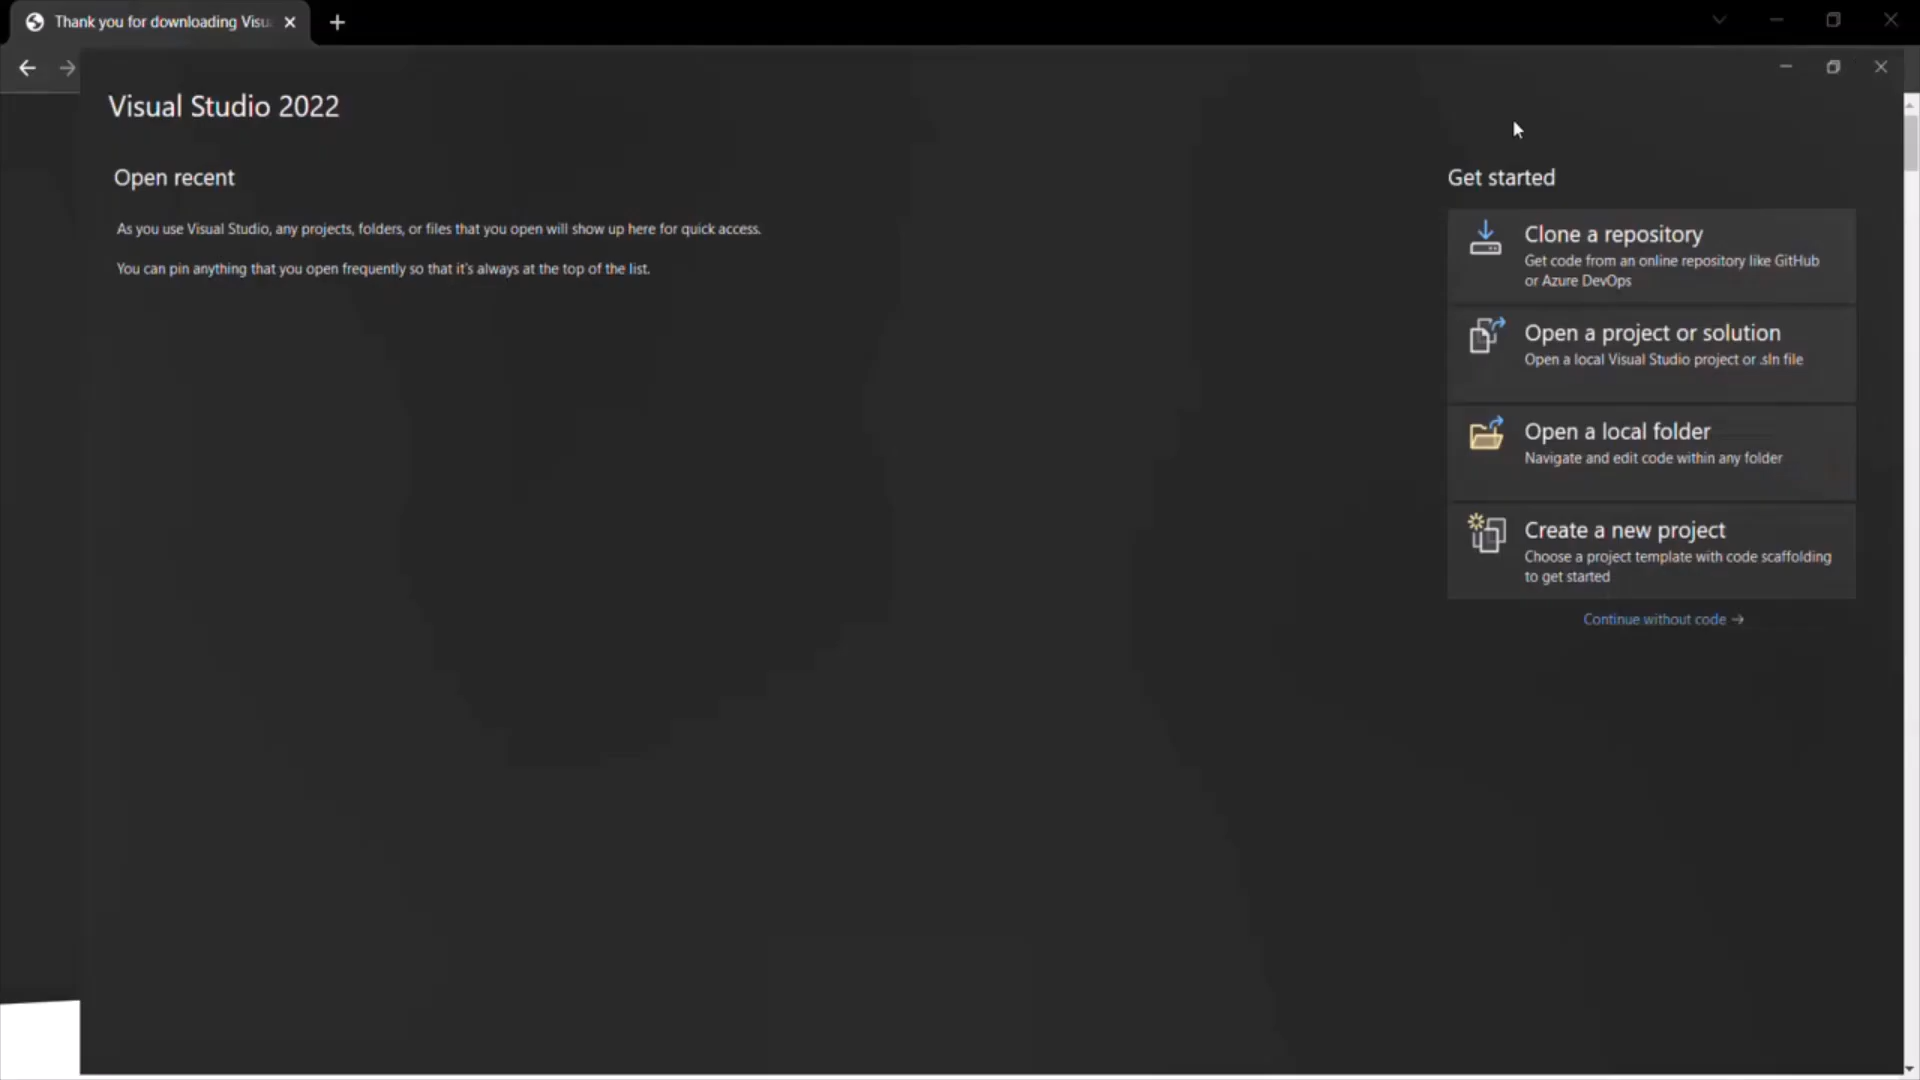 Thank you for downloading Visu
Visual Studio 2022
Open recent
As you use Visual Studio, any projects, folders, or files that you open will show up here for quick access.
You can pin anything that you open frequently so that it's always at the top of the list.
Get started
Clone a repository
Get code from an online repository like GitHub
or Azure DevOps
Open a project or solution
Open a local Visual Studio project or .sln file
Open a local folder
Navigate and edit code within any folder
Create a new project
Choose a project template with code scaffolding
to get started
Continue without code →